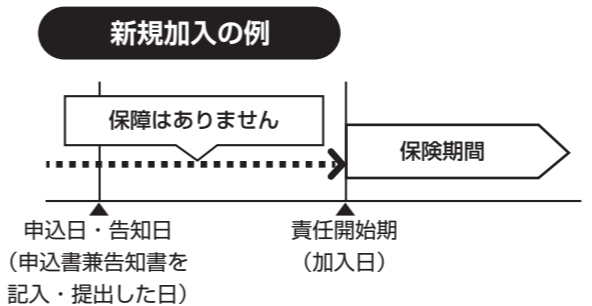 新規加入の例
保障はありません
保険期間
申込日・告知日
（申込書兼告知書を
記入・提出した日）
責任開始期
（加入日）